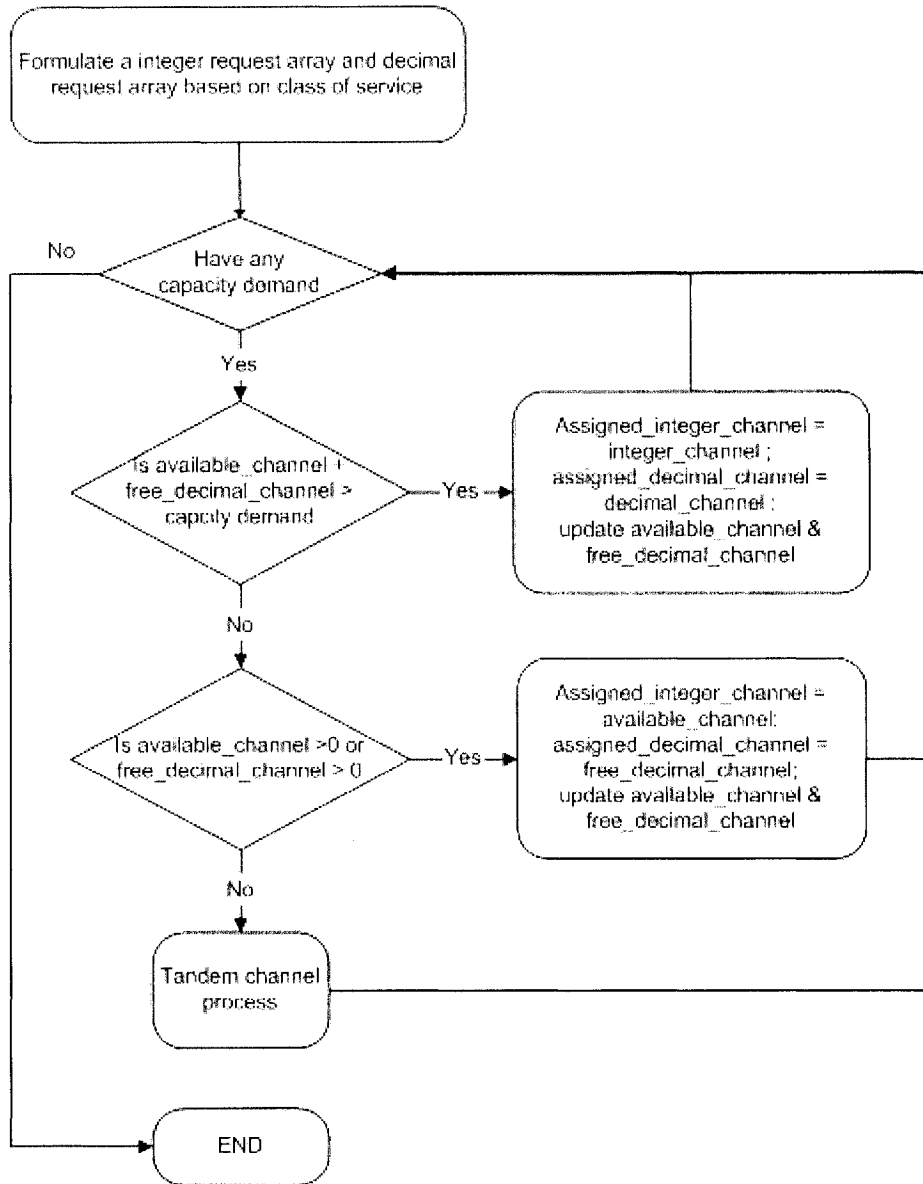 Formulate a integer request array and decimal
request array based on class of service
No
Have any
capacity demand
Yes
Is available_channel +
free_decimal_channel >
capcity demand
Yes
Assigned_integer_channel =
integer_channel ;
assigned_decimal_channel =
decimal_channel ;
update available_channel &
free_decimal_channel
No
Is available_channel >0 or
free_decimal_channel > 0
Yes
Assigned_integer_channel =
available_channel;
assigned_decimal_channel =
free_decimal_channel;
update available_channel &
free_decimal_channel
No
Tandem channel
process
END